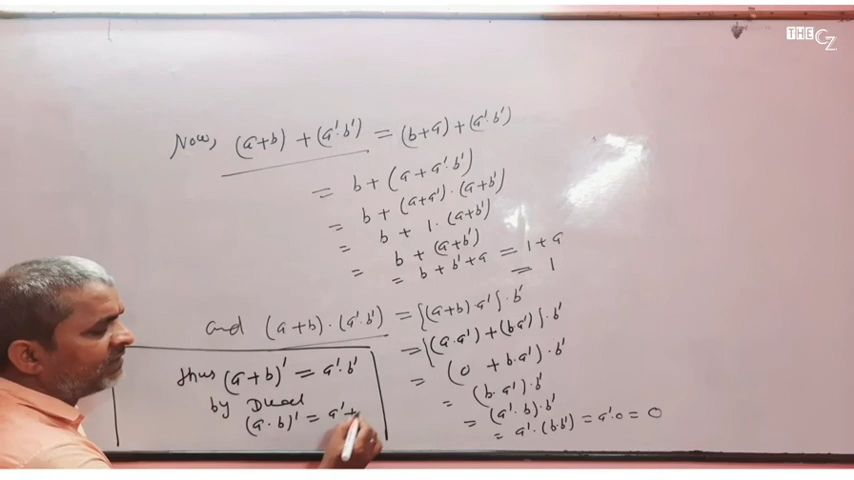 THE CZ
Now, (a+b) + (a'·b') = (b+a) + (a'·b')
= b + (a + a'·b')
= b + (a+a')·(a+b')
= b + 1·(a+b')
= b + (a+b')
= b + b' + a = 1 + a
= 1
and (a+b)·(a'·b') = {(a+b)·a'}·b'
= {(a·a') + (b·a')}·b'
= (0 + b·a')·b'
= (b·a')·b'
= (a'·b)·b'
= a'·(b·b') = a'·0 = 0
thus (a+b)' = a'·b'
by Dual
(a·b)' = a'+